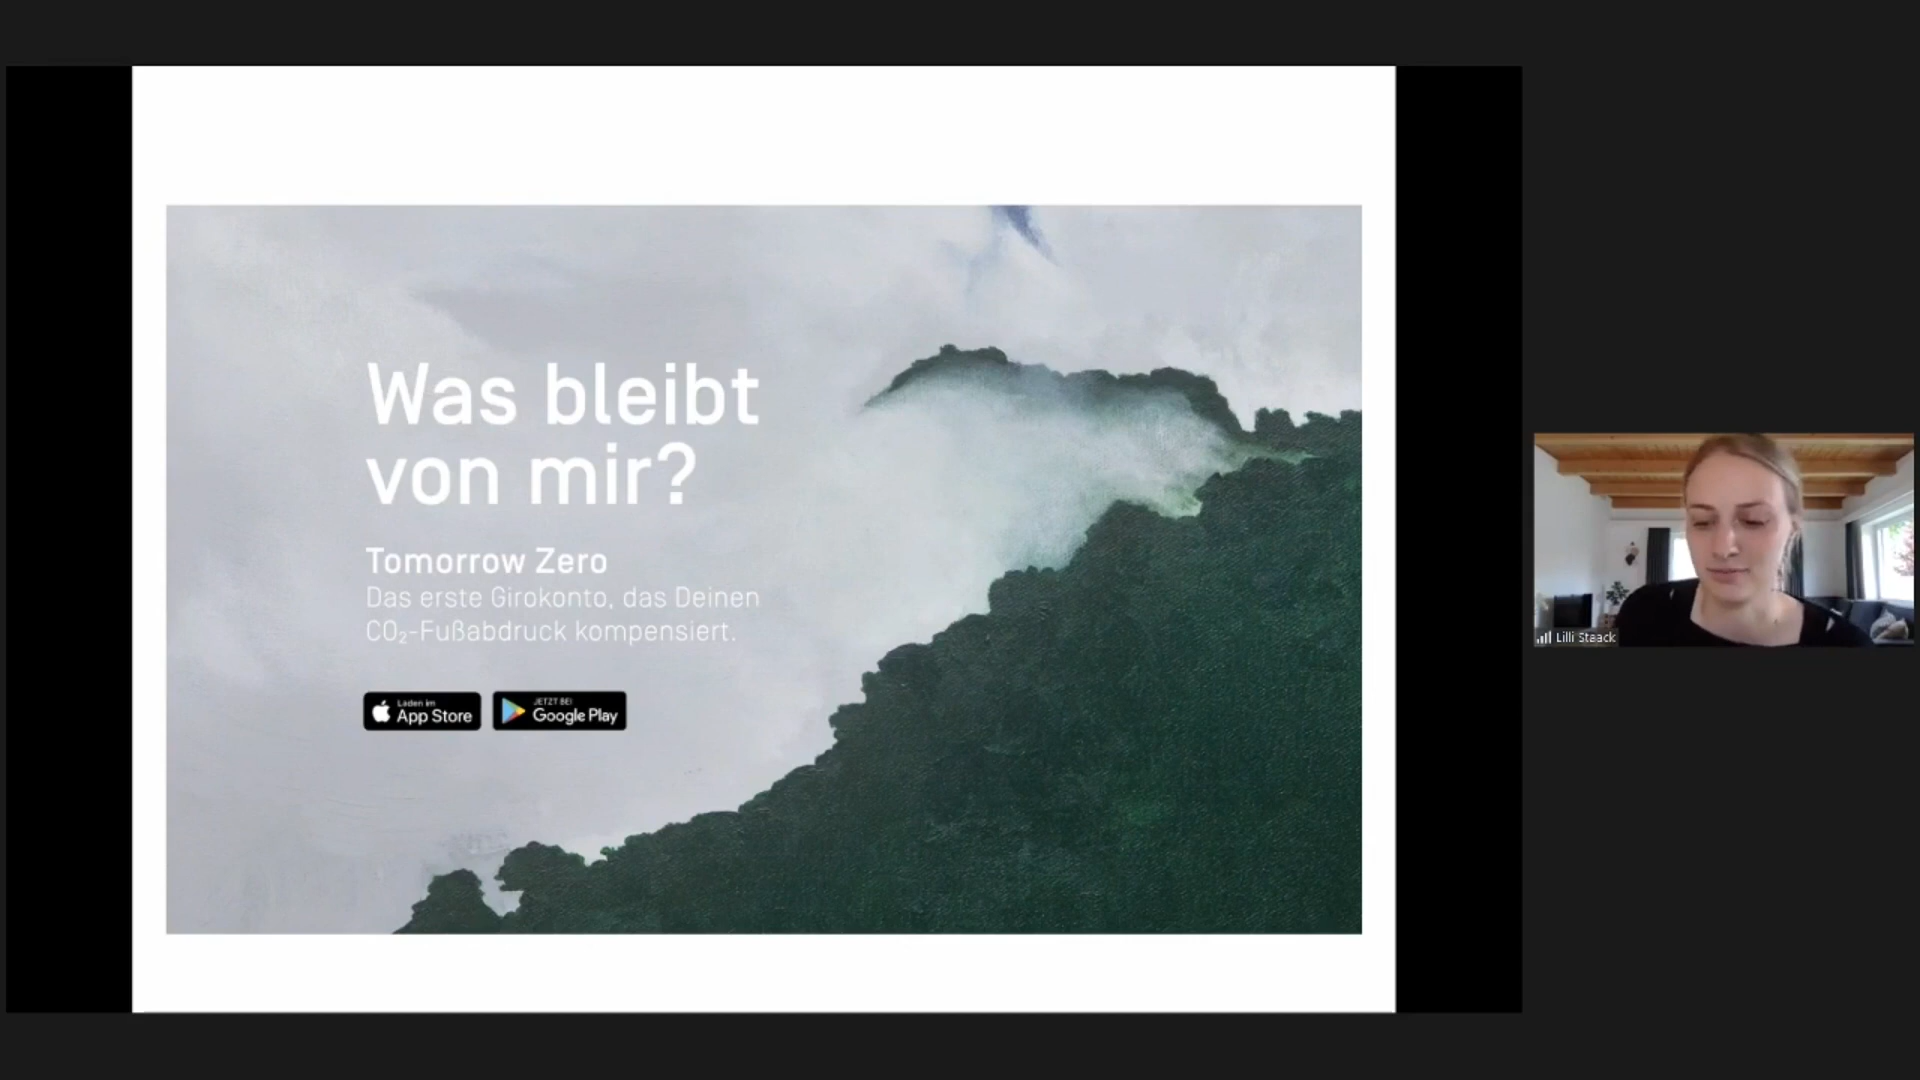 Was bleibt
von mir?
Tomorrow Zero
Das erste Girokonto, das Deinen
CO₂-Fußabdruck kompensiert.
Laden im
App Store
JETZT BEI
Google Play
Lilli Staack